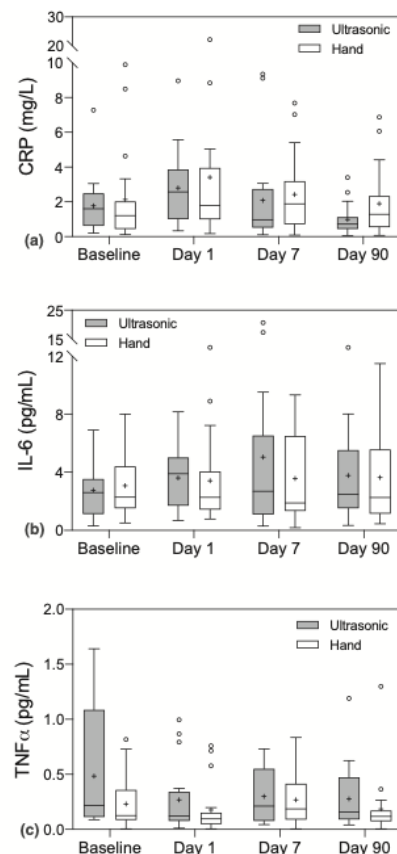 30
20
10
8
6
4
2
0
CRP (mg/L)
Ultrasonic
Hand
(a)
Baseline Day 1 Day 7 Day 90
25
15
12
8
4
0
IL-6 (pg/mL)
Ultrasonic
Hand
(b)
Baseline Day 1 Day 7 Day 90
2.0
1.5
1.0
0.5
0.0
TNFα (pg/mL)
Ultrasonic
Hand
(c)
Baseline Day 1 Day 7 Day 90